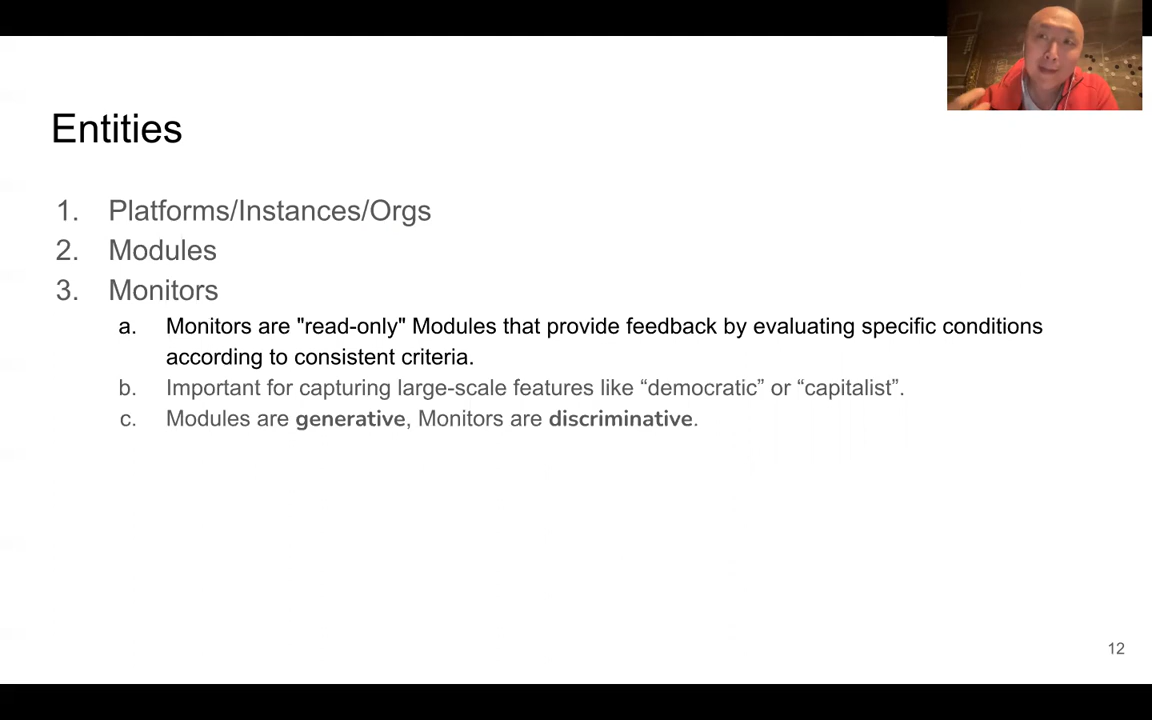 Entities
1. Platforms/Instances/Orgs
2. Modules
3. Monitors
a. Monitors are "read-only" Modules that provide feedback by evaluating specific conditions
according to consistent criteria.
b. Important for capturing large-scale features like “democratic” or “capitalist”.
c. Modules are generative, Monitors are discriminative.
12